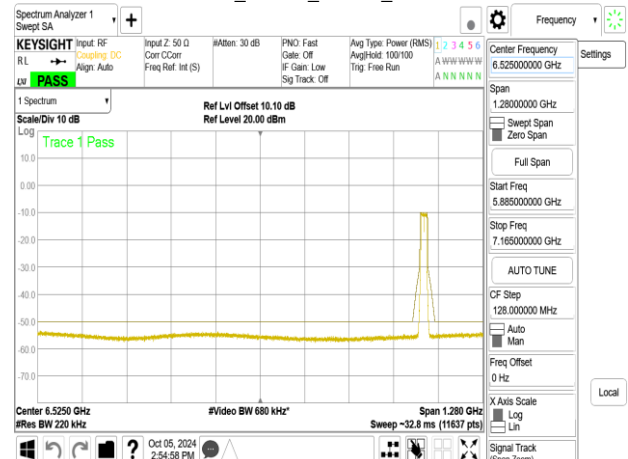 Spectrum Analyzer 1
Swept SA
+
Frequency
KEYSIGHT
RL
LXI
PASS
Input: RF
Coupling: DC
Align: Auto
Input Z: 50 Ω
Corr CCorr
Freq Ref: Int (S)
#Atten: 30 dB
PNO: Fast
Gate: Off
IF Gain: Low
Sig Track: Off
Avg Type: Power (RMS)
Avg|Hold: 100/100
Trig: Free Run
1 2 3 4 5 6
A W W W W W
A N N N N N
Center Frequency
6.525000000 GHz
Settings
Span
1.28000000 GHz
Swept Span
Zero Span
Full Span
Start Freq
5.885000000 GHz
Stop Freq
7.165000000 GHz
AUTO TUNE
CF Step
128.000000 MHz
Auto
Man
Freq Offset
0 Hz
X Axis Scale
Log
Lin
Local
Signal Track
(Span Zoom)
1 Spectrum
Scale/Div 10 dB
Log
Ref Lvl Offset 10.10 dB
Ref Level 20.00 dBm
Trace 1 Pass
10.0
0.00
-10.0
-20.0
-30.0
-40.0
-50.0
-60.0
-70.0
Center 6.5250 GHz
#Res BW 220 kHz
#Video BW 680 kHz*
Span 1.280 GHz
Sweep ~32.8 ms (11637 pts)
?
Oct 05, 2024
2:54:58 PM